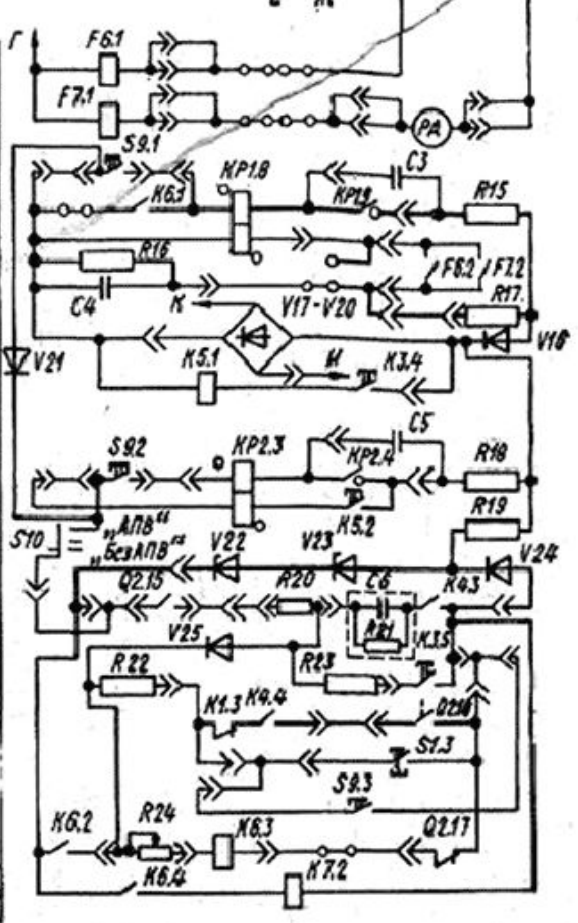 Г
F6.1
F7.1
PA
S9.1
KP1.8
C3
K6.1
KP1.9
R15
R16
F6.2
F7.2
C4
K
V17-V20
R17
V16
V21
K5.1
И
K3.4
C5
S9.2
KP2.3
KP2.4
R18
K5.2
R19
S10
„АПВ“
„Без АПВ“
V22
V23
V24
Q2.15
R20
C6
K4.3
R21
V25
K3.5
R22
R23
K1.3
K4.4
Q2.16
S1.3
S9.3
R24
K6.2
K6.3
Q2.17
K6.4
K7.2